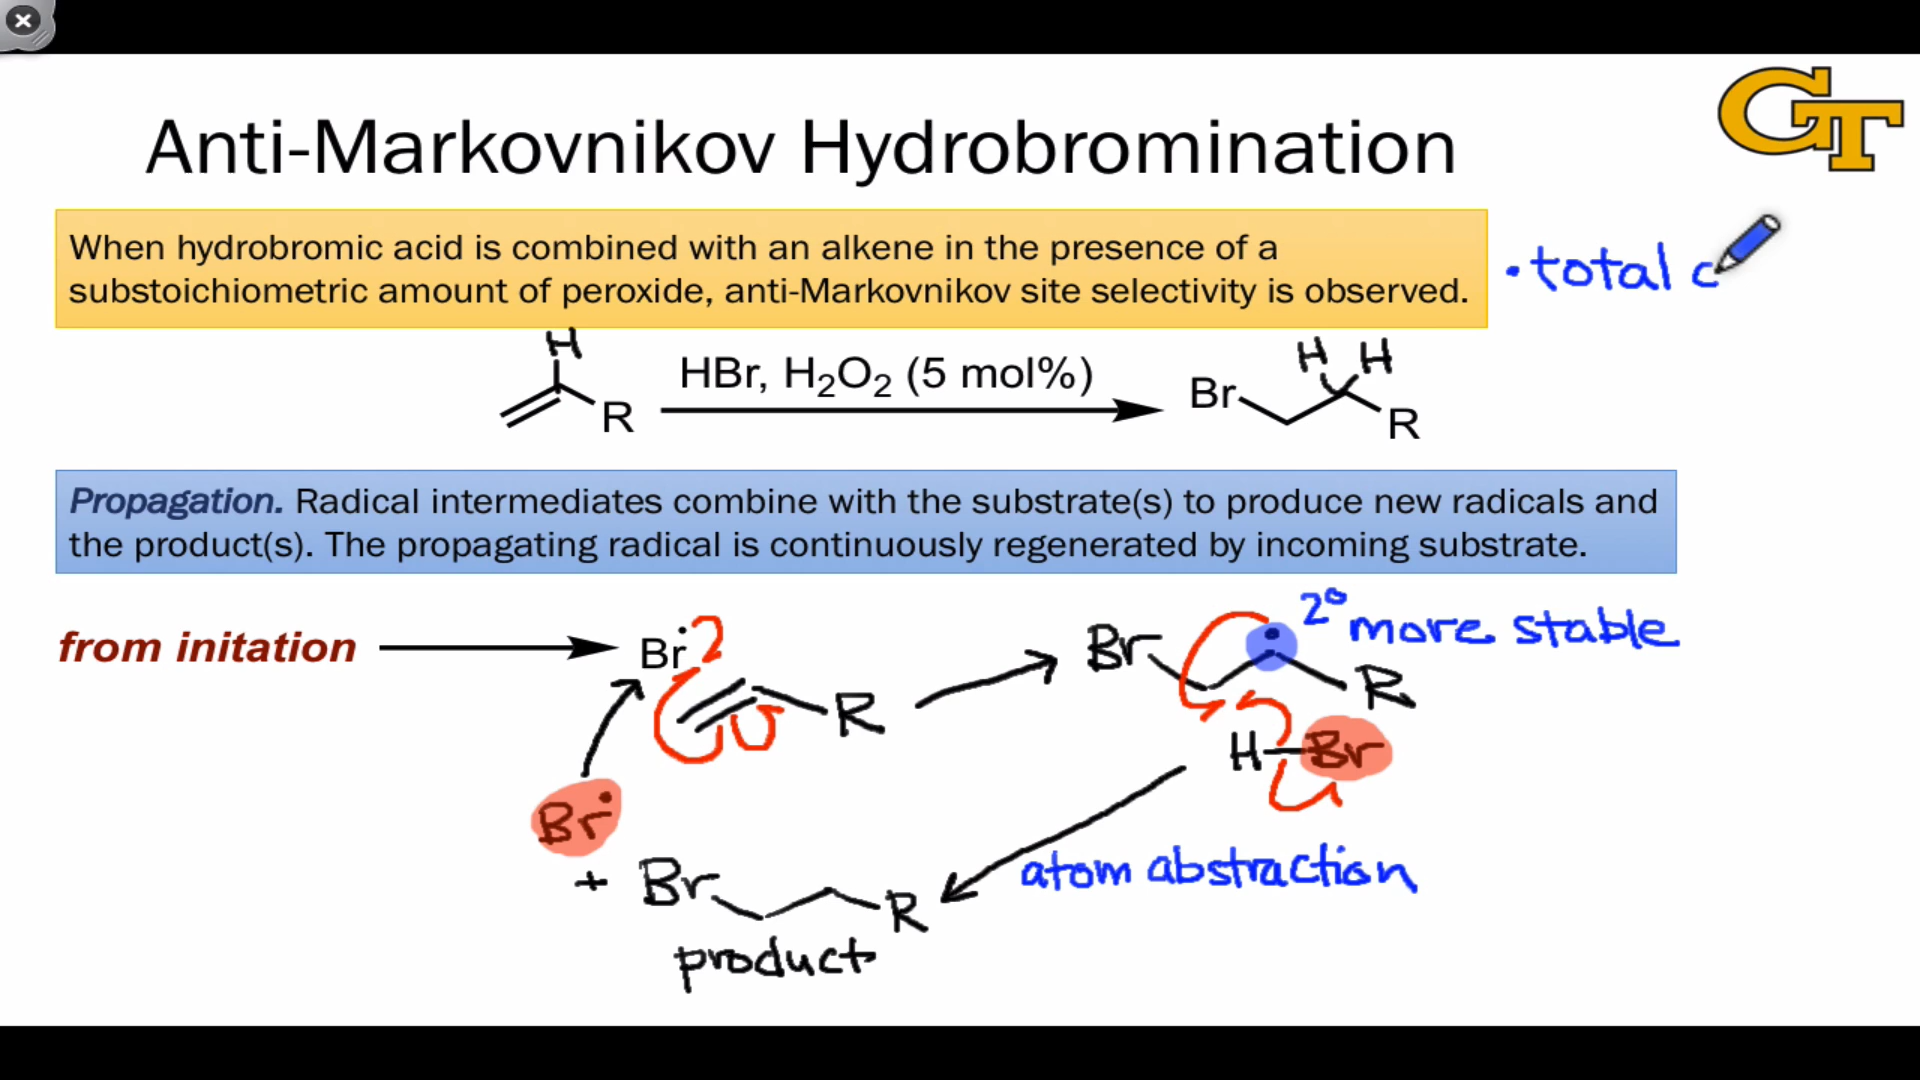 Anti-Markovnikov Hydrobromination
GT
When hydrobromic acid is combined with an alkene in the presence of a
substoichiometric amount of peroxide, anti-Markovnikov site selectivity is observed.
·total c
H
R
HBr, H₂O₂ (5 mol%)
H H
Br
R
Propagation. Radical intermediates combine with the substrate(s) to produce new radicals and
the product(s). The propagating radical is continuously regenerated by incoming substrate.
from initation
Br·
R
Br
·
R
2° more stable
H-Br
Br·
+ Br
R
atom abstraction
product